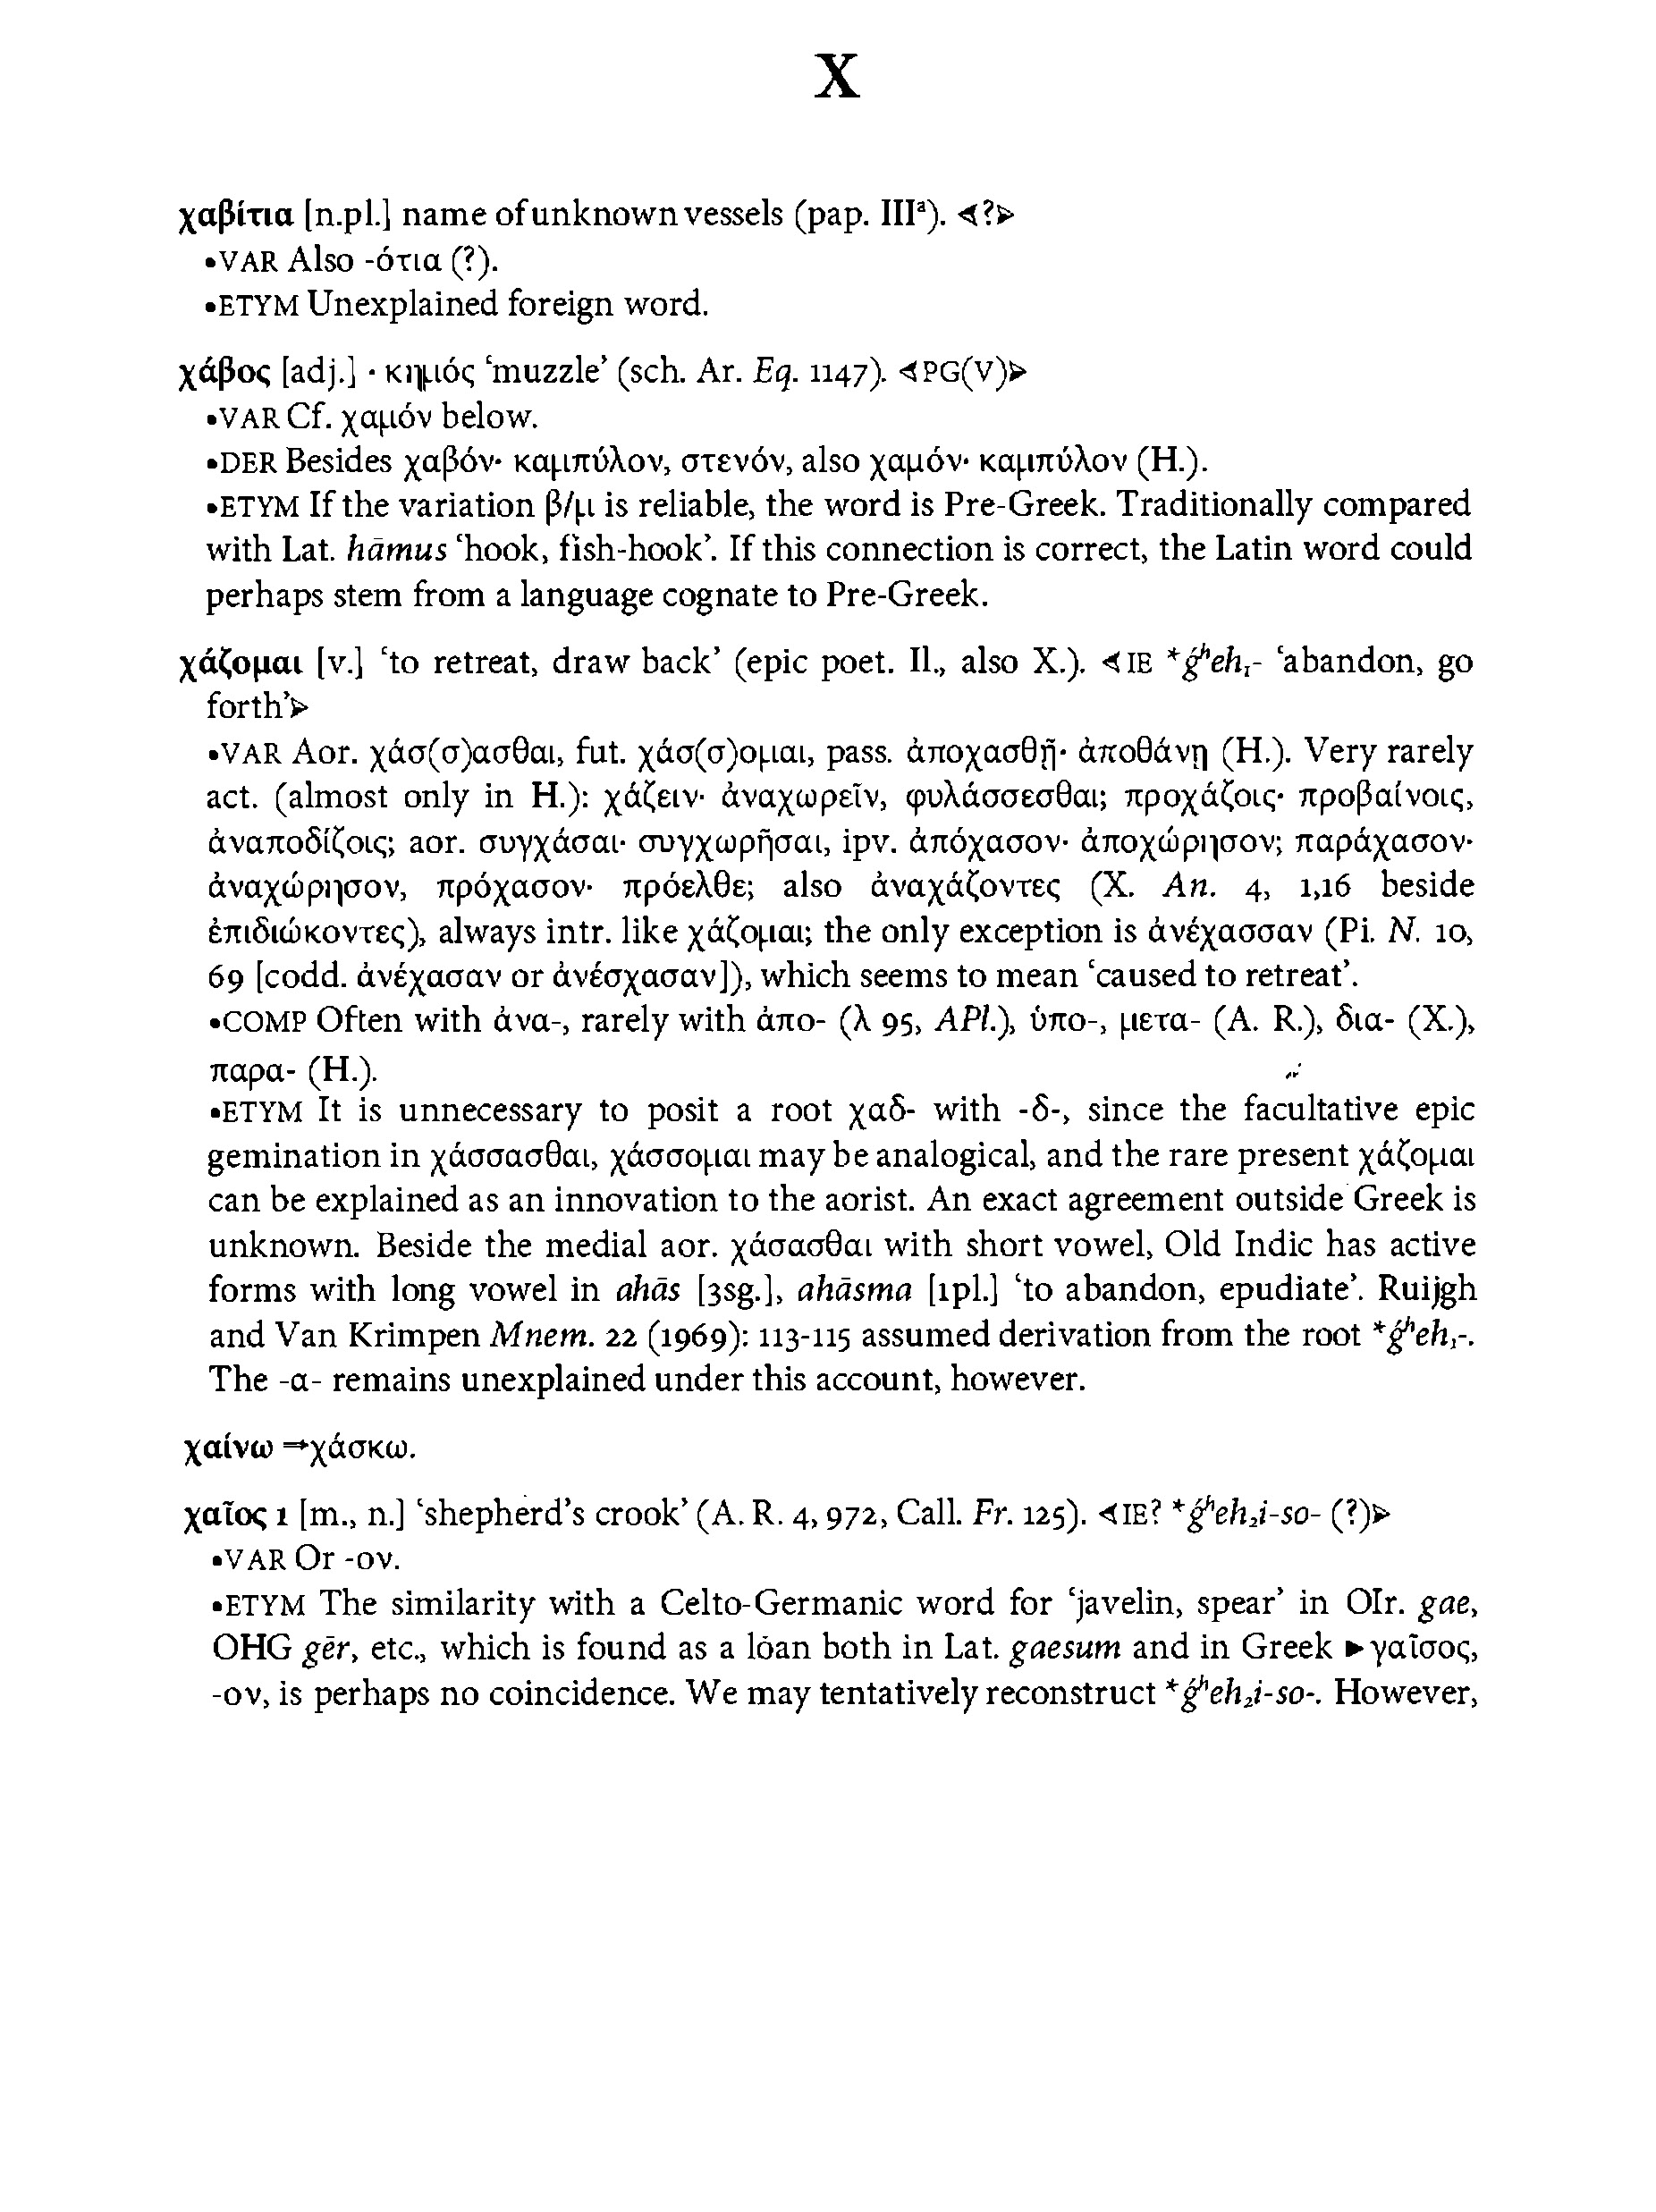 X
χαβίτια [n.pl.] name of unknown vessels (pap. IIIᵃ). ⊲?⊳
•VAR Also -ότια (?).
•ETYM Unexplained foreign word.
χάβος [adj.] · κημός ‘muzzle’ (sch. Ar. Eq. 1147). ⊲PG(V)⊳
•VAR Cf. χαμόν below.
•DER Besides χαβόν· καμπύλον, στενόν, also χαμόν· καμπύλον (H.).
•ETYM If the variation β/μ is reliable, the word is Pre-Greek. Traditionally compared
with Lat. hāmus ‘hook, fish-hook’. If this connection is correct, the Latin word could
perhaps stem from a language cognate to Pre-Greek.
χάζομαι [v.] ‘to retreat, draw back’ (epic poet. Il., also X.). ⊲IE *ǵʰeh₁- ‘abandon, go
forth’⊳
•VAR Aor. χάσ(σ)ασθαι, fut. χάσ(σ)ομαι, pass. ἀποχασθῇ· ἀποθάνῃ (H.). Very rarely
act. (almost only in H.): χάζειν· ἀναχωρεῖν, φυλάσσεσθαι; προχάζοις· προβαίνοις,
ἀναποδίζοις; aor. συγχάσαι· συγχωρῆσαι, ipv. ἀπόχασον· ἀποχώρησον; παράχασον·
ἀναχώρησον, πρόχασον· πρόελθε; also ἀναχάζοντες (X. An. 4, 1,16 beside
ἐπιδιώκοντες), always intr. like χάζομαι; the only exception is ἀνέχασσαν (Pi. N. 10,
69 [codd. ἀνέχασαν or ἀνέσχασαν]), which seems to mean ‘caused to retreat’.
•COMP Often with ἀνα-, rarely with ἀπο- (λ 95, APl.), ὑπο-, μετα- (A. R.), δια- (X.),
παρα- (H.).
•ETYM It is unnecessary to posit a root χαδ- with -δ-, since the facultative epic
gemination in χάσσασθαι, χάσσομαι may be analogical, and the rare present χάζομαι
can be explained as an innovation to the aorist. An exact agreement outside Greek is
unknown. Beside the medial aor. χάσασθαι with short vowel, Old Indic has active
forms with long vowel in ahās [3sg.], ahāsma [1pl.] ‘to abandon, epudiate’. Ruijgh
and Van Krimpen Mnem. 22 (1969): 113-115 assumed derivation from the root *ǵʰeh₁-.
The -α- remains unexplained under this account, however.
χαίνω ⇒χάσκω.
χαῖος 1 [m., n.] ‘shepherd’s crook’ (A. R. 4, 972, Call. Fr. 125). ⊲IE? *ǵʰeh₂i-so- (?)⊳
•VAR Or -ον.
•ETYM The similarity with a Celto-Germanic word for ‘javelin, spear’ in OIr. gae,
OHG gēr, etc., which is found as a loan both in Lat. gaesum and in Greek ▶γαῖσος,
-ον, is perhaps no coincidence. We may tentatively reconstruct *ǵʰeh₂i-so-. However,